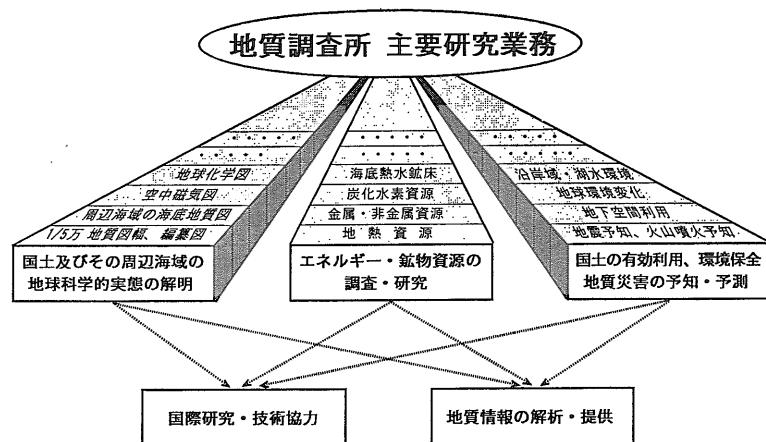 地質調査所 主要研究業務
地球化学図
空中磁気図
周辺海域の海底地質図
1/5万 地質図幅、編纂図
国土及びその周辺海域の
地球科学的実態の解明
海底熱水鉱床
炭化水素資源
金属・非金属資源
地熱資源
エネルギー・鉱物資源の
調査・研究
沿岸域・湖水環境
地球環境変化
地下空間利用
地震予知、火山噴火予知
国土の有効利用、環境保全
地質災害の予知・予測
国際研究・技術協力
地質情報の解析・提供